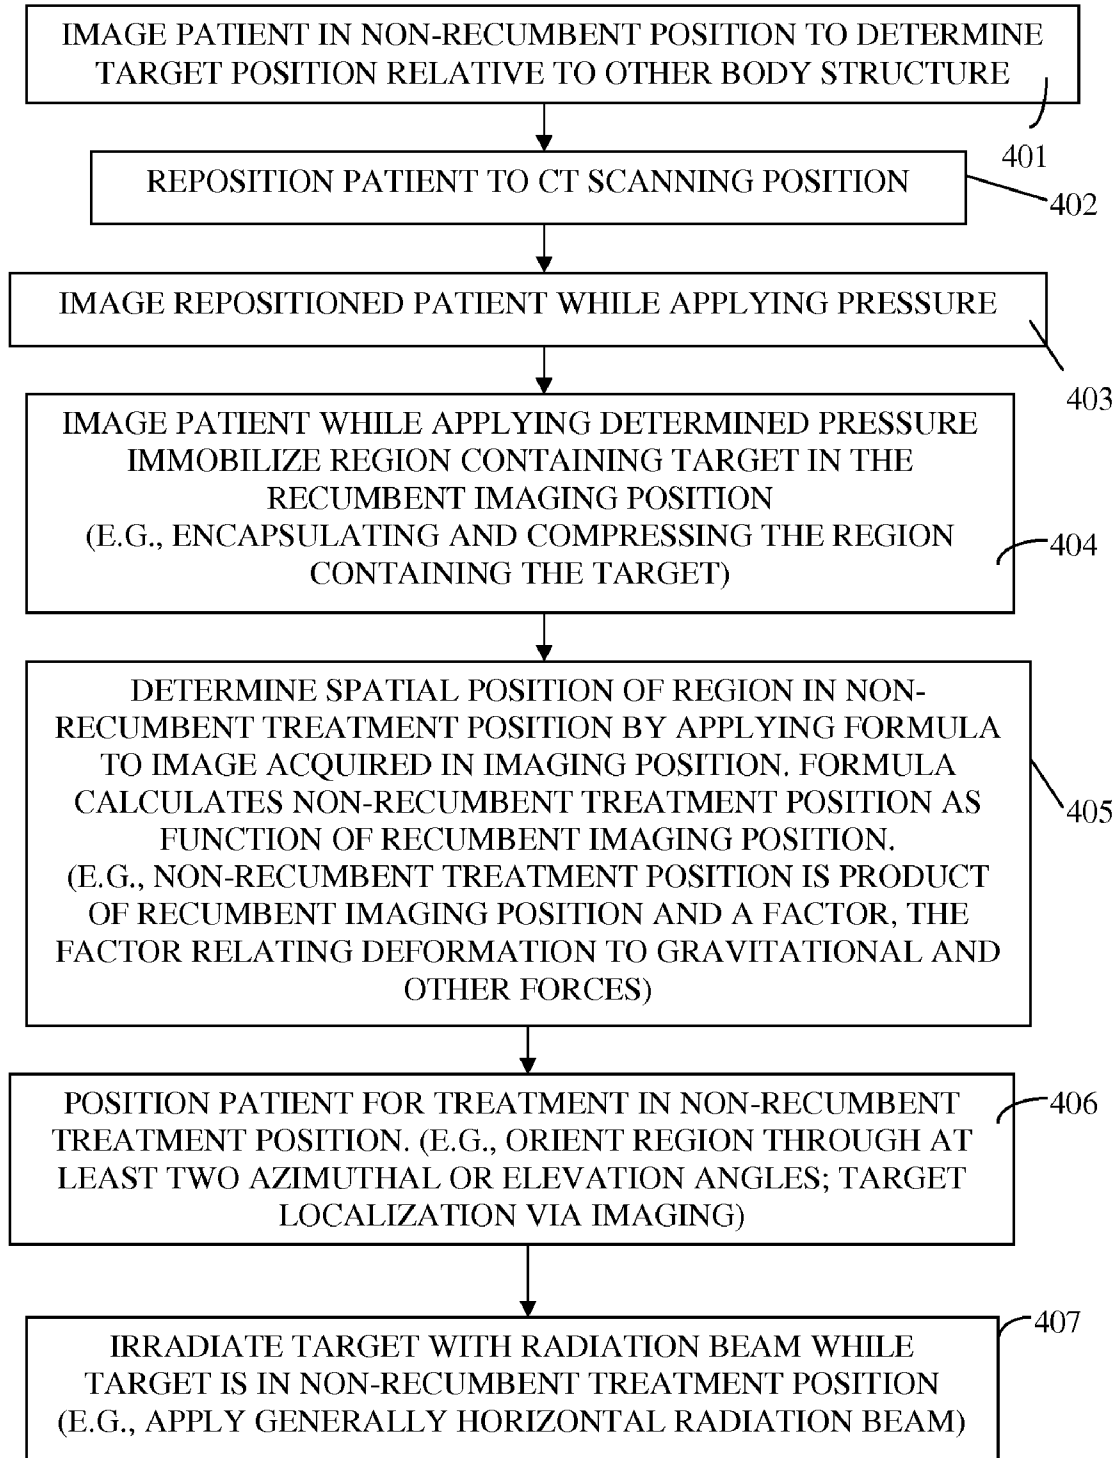 IMAGE PATIENT IN NON-RECUMBENT POSITION TO DETERMINE
TARGET POSITION RELATIVE TO OTHER BODY STRUCTURE
401
REPOSITION PATIENT TO CT SCANNING POSITION
402
IMAGE REPOSITIONED PATIENT WHILE APPLYING PRESSURE
403
IMAGE PATIENT WHILE APPLYING DETERMINED PRESSURE
IMMOBILIZE REGION CONTAINING TARGET IN THE
RECUMBENT IMAGING POSITION
(E.G., ENCAPSULATING AND COMPRESSING THE REGION
CONTAINING THE TARGET)
404
DETERMINE SPATIAL POSITION OF REGION IN NON-
RECUMBENT TREATMENT POSITION BY APPLYING FORMULA
TO IMAGE ACQUIRED IN IMAGING POSITION. FORMULA
CALCULATES NON-RECUMBENT TREATMENT POSITION AS
FUNCTION OF RECUMBENT IMAGING POSITION.
(E.G., NON-RECUMBENT TREATMENT POSITION IS PRODUCT
OF RECUMBENT IMAGING POSITION AND A FACTOR, THE
FACTOR RELATING DEFORMATION TO GRAVITATIONAL AND
OTHER FORCES)
405
POSITION PATIENT FOR TREATMENT IN NON-RECUMBENT
TREATMENT POSITION. (E.G., ORIENT REGION THROUGH AT
LEAST TWO AZIMUTHAL OR ELEVATION ANGLES; TARGET
LOCALIZATION VIA IMAGING)
406
IRRADIATE TARGET WITH RADIATION BEAM WHILE
TARGET IS IN NON-RECUMBENT TREATMENT POSITION
(E.G., APPLY GENERALLY HORIZONTAL RADIATION BEAM)
407